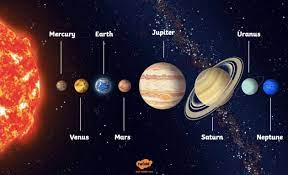 Mercury
Earth
Jupiter
Uranus
Venus
Mars
Saturn
Neptune